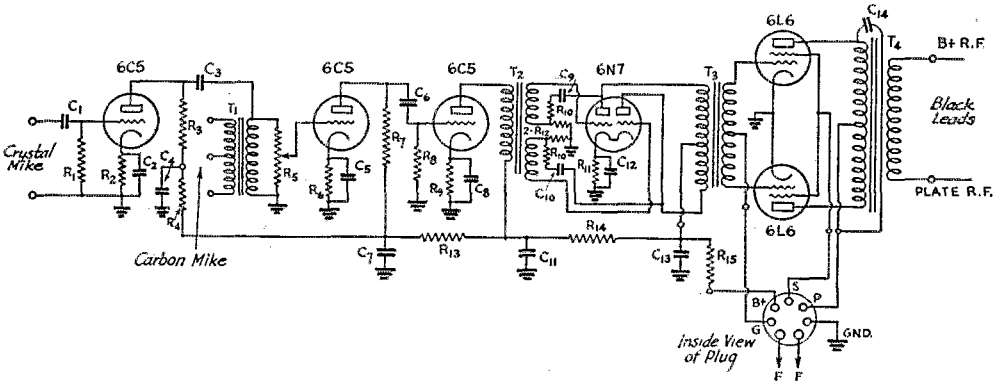 6L6
C14
T4
B+ R.F.
6C5
C3
6C5
6C5
T2
C9
6N7
T3
C1
T1
C6
R10
Black
Leads
Crystal
Mike
R1
R2
C2
R3
C4
R4
R5
R6
C5
R7
R8
R9
C8
2-R12
R10
C10
R11
C12
PLATE R.F.
6L6
Carbon Mike
C7
R13
C11
R14
C13
R15
B+
S
P
G
GND.
Inside View
of Plug
F
F